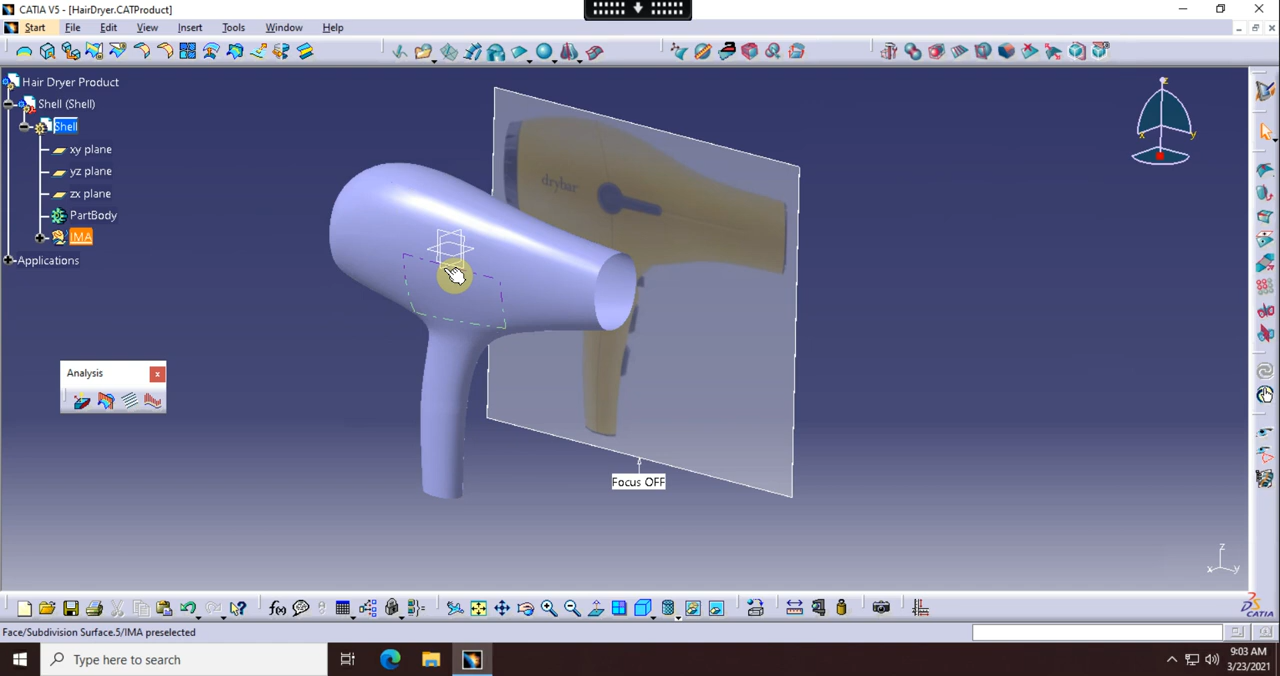 CATIA V5 - [HairDryer.CATProduct]
Start File Edit View Insert Tools Window Help
Hair Dryer Product
Shell (Shell)
Shell
xy plane
yz plane
zx plane
PartBody
IMA
Applications
drybar
z
x
y
Analysis
Focus OFF
z
x y
f(x)
CATIA
Face/Subdivision Surface.5/IMA preselected
Type here to search
9:03 AM
3/23/2021